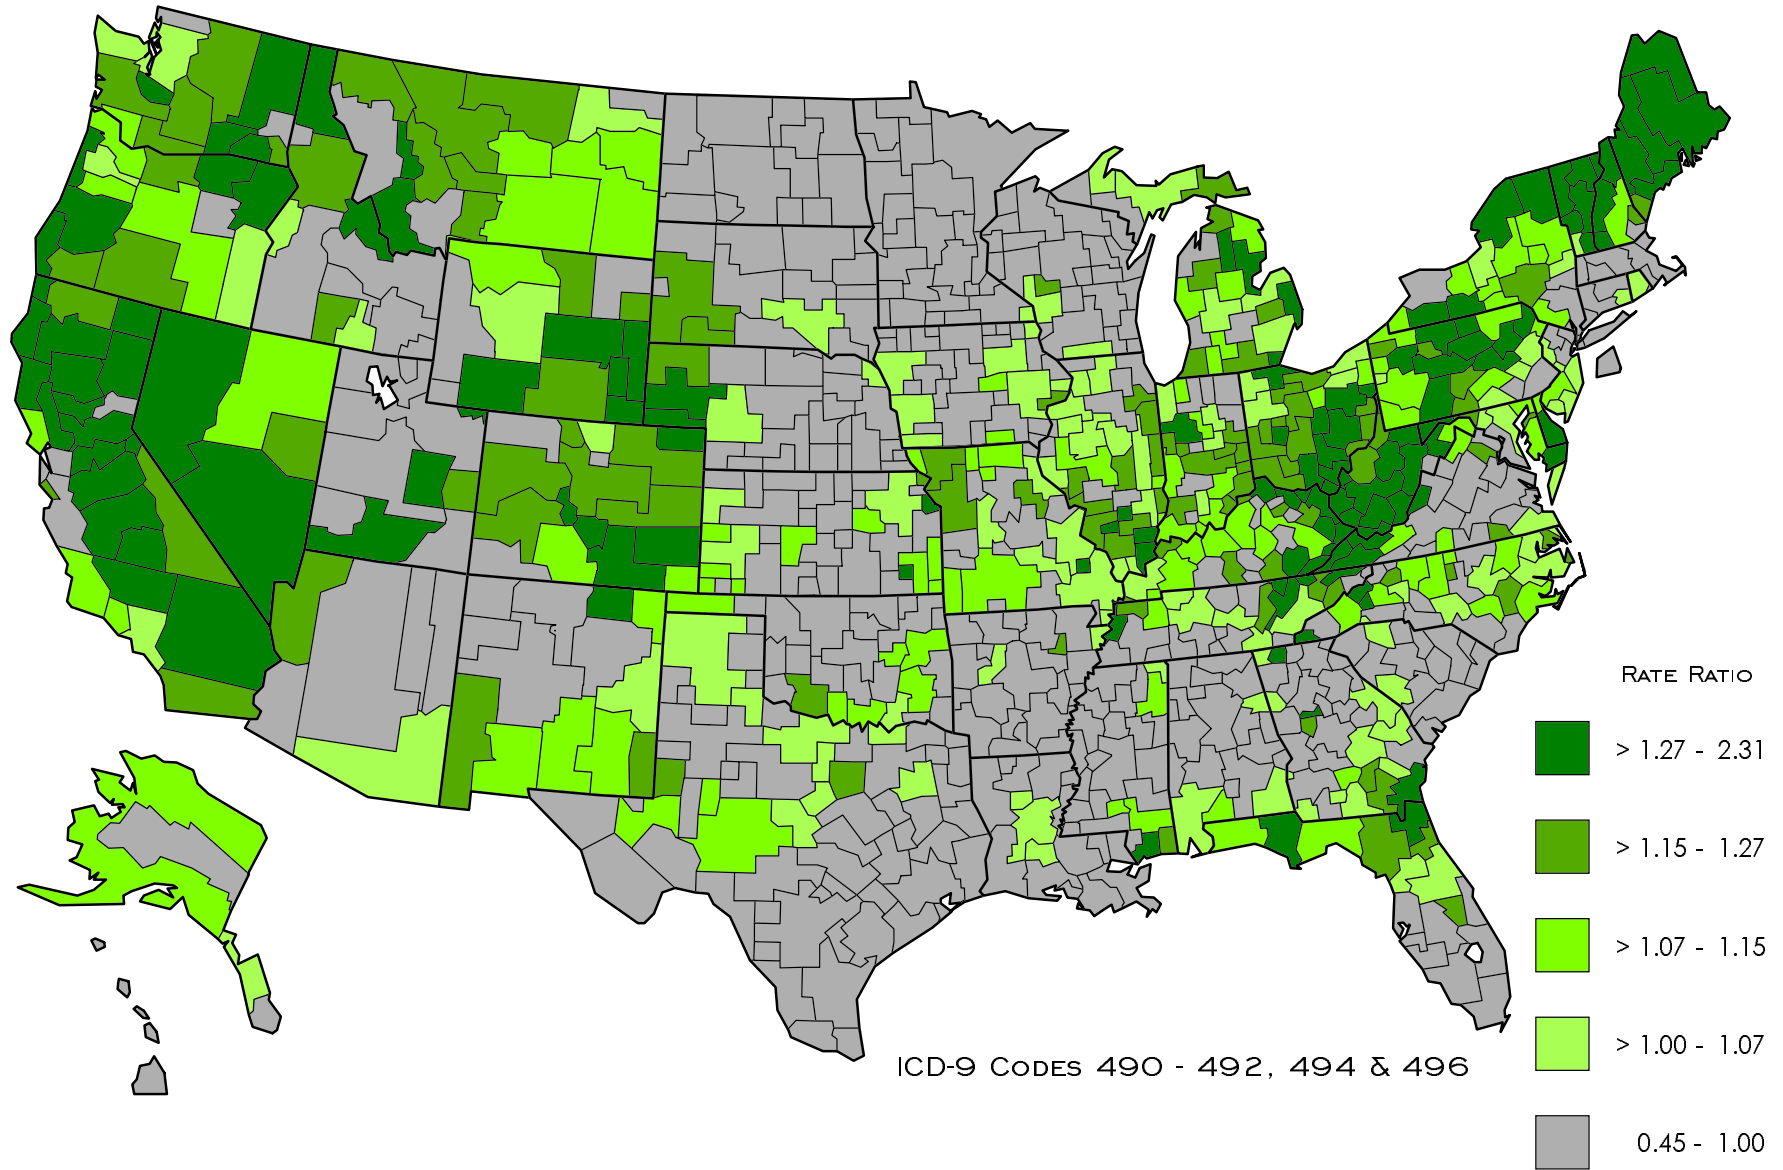 RATE RATIO
> 1.27 - 2.31
> 1.15 - 1.27
> 1.07 - 1.15
> 1.00 - 1.07
0.45 - 1.00
ICD-9 CODES 490 - 492, 494 & 496